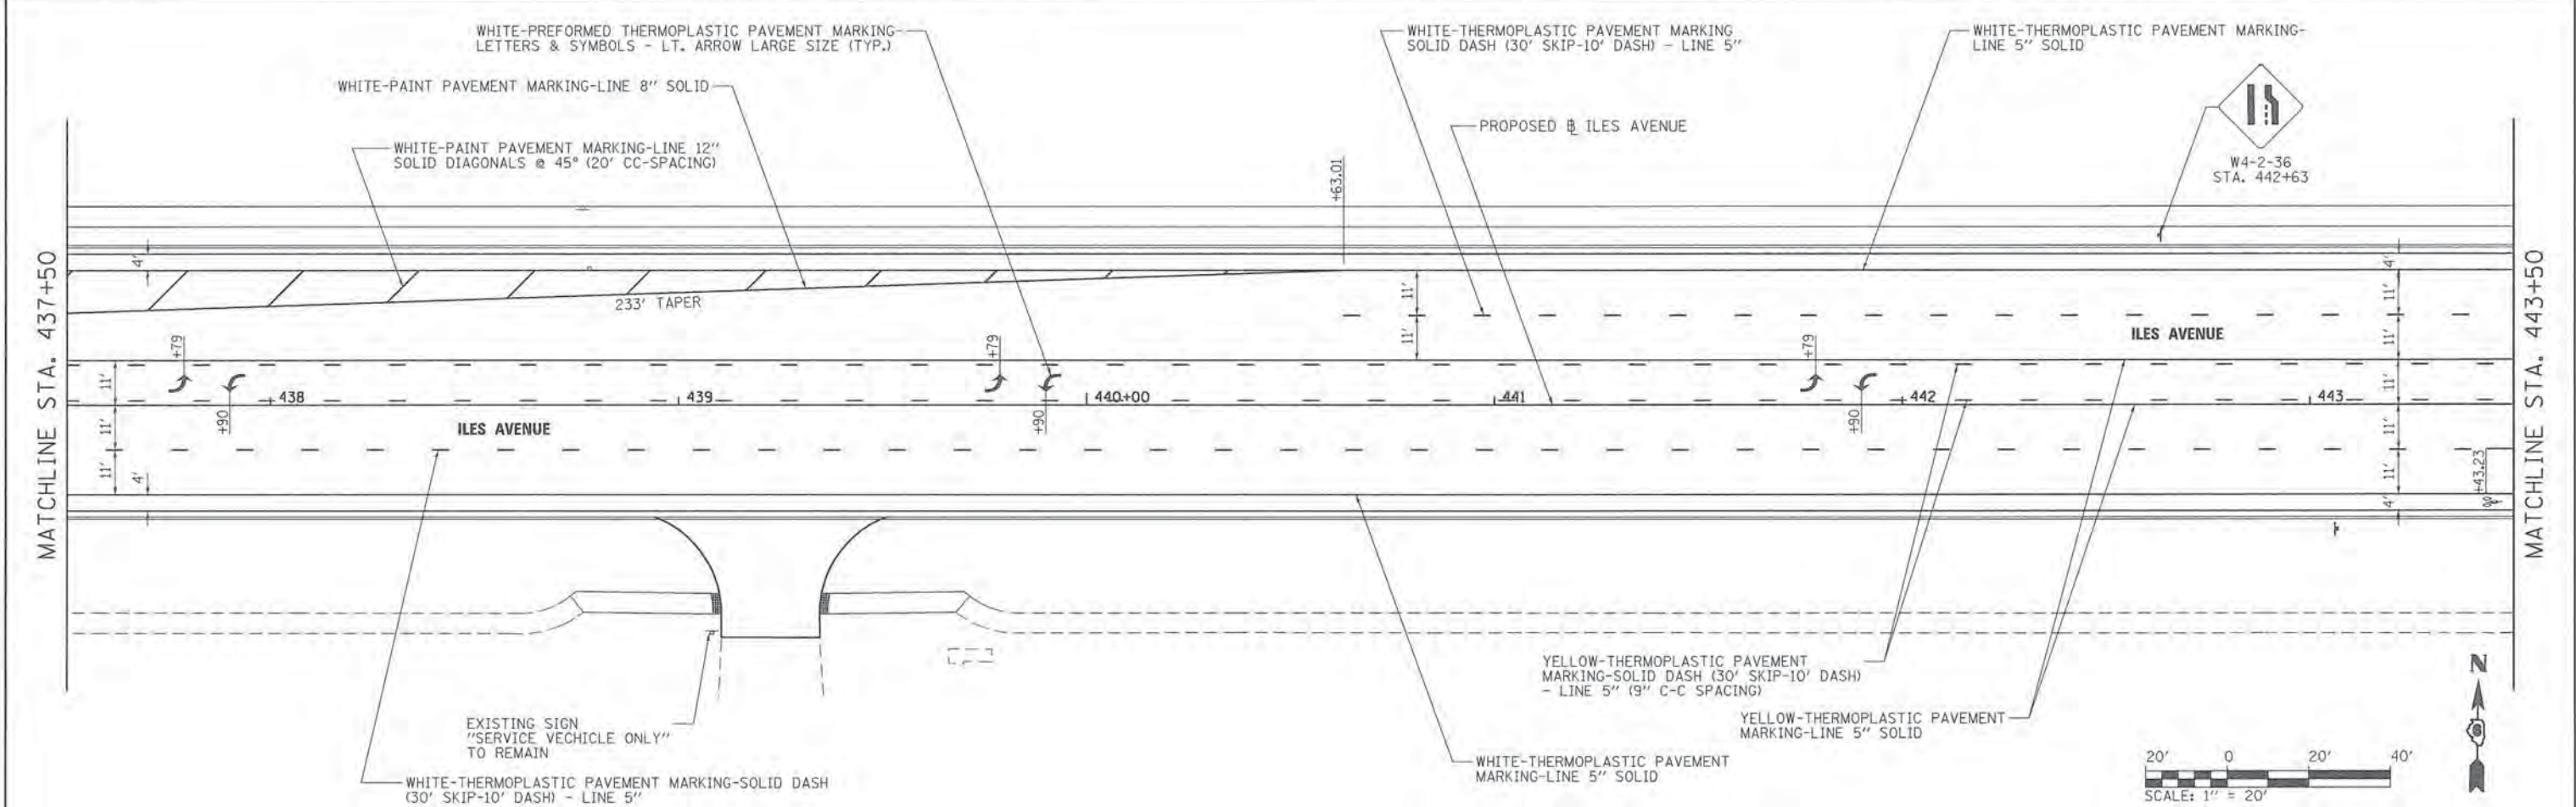 WHITE-PREFORMED THERMOPLASTIC PAVEMENT MARKING-
LETTERS & SYMBOLS - LT. ARROW LARGE SIZE (TYP.)
WHITE-THERMOPLASTIC PAVEMENT MARKING
SOLID DASH (30' SKIP-10' DASH) - LINE 5"
WHITE-THERMOPLASTIC PAVEMENT MARKING-
LINE 5" SOLID
WHITE-PAINT PAVEMENT MARKING-LINE 8" SOLID
PROPOSED ℄ ILES AVENUE
WHITE-PAINT PAVEMENT MARKING-LINE 12"
SOLID DIAGONALS @ 45° (20' CC-SPACING)
W4-2-36
STA. 442+63
+63.01
MATCHLINE STA. 437+50
MATCHLINE STA. 443+50
4'
4'
11'
11'
11'
11'
233' TAPER
ILES AVENUE
+79
+79
+79
11'
11'
438
439
440+00
441
442
443
+90
+90
+90
ILES AVENUE
11'
11'
11'
11'
4'
4'
+43.23
EXISTING SIGN
"SERVICE VECHICLE ONLY"
TO REMAIN
WHITE-THERMOPLASTIC PAVEMENT MARKING-SOLID DASH
(30' SKIP-10' DASH) - LINE 5"
YELLOW-THERMOPLASTIC PAVEMENT
MARKING-SOLID DASH (30' SKIP-10' DASH)
- LINE 5" (9" C-C SPACING)
YELLOW-THERMOPLASTIC PAVEMENT
MARKING-LINE 5" SOLID
WHITE-THERMOPLASTIC PAVEMENT
MARKING-LINE 5" SOLID
N
20' 0 20' 40'
SCALE: 1" = 20'